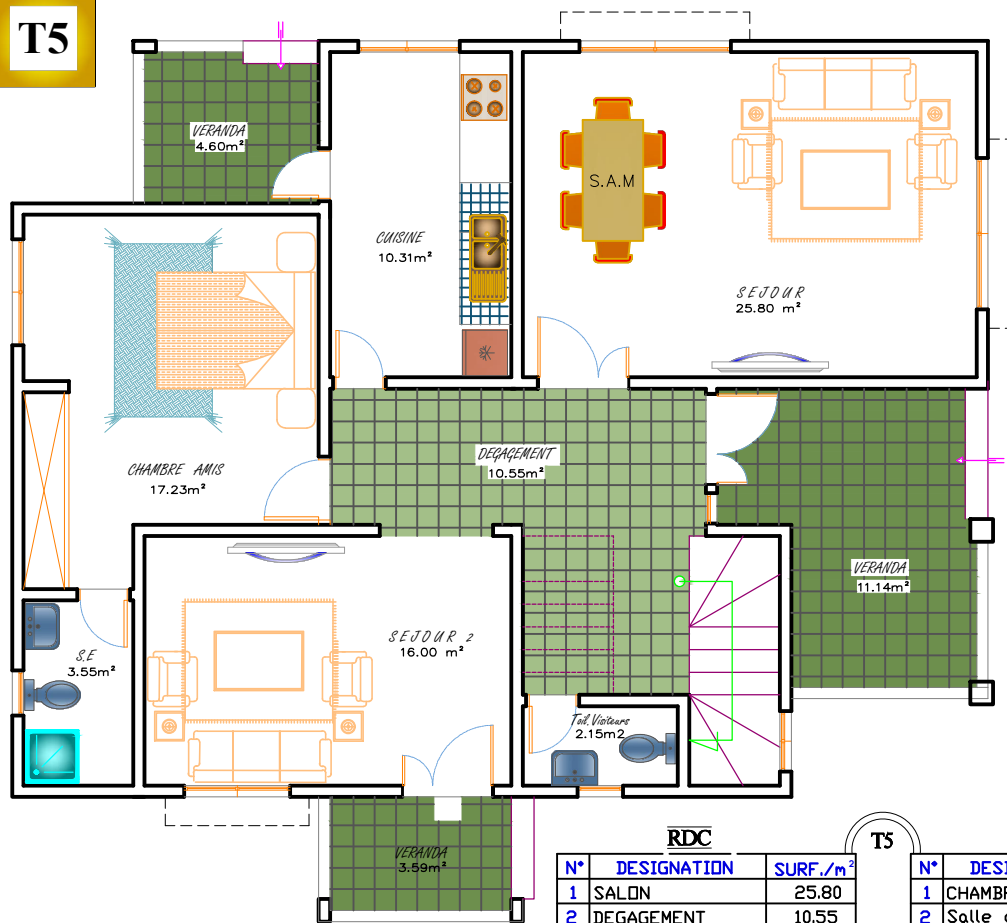 T5
VERANDA
4.60m²
CUISINE
10.31m²
S.A.M
SEJOUR
25.80 m²
CHAMBRE AMIS
17.23m²
DEGAGEMENT
10.55m²
VERANDA
11.14m²
S.E
3.55m²
SEJOUR 2
16.00 m²
Toil.Visiteurs
2.15m2
VERANDA
3.59m²
RDC
T5
N° DESIGNATION SURF./m²
1 SALON 25.80
2 DEGAGEMENT 10.55
N°
1
2 Salle